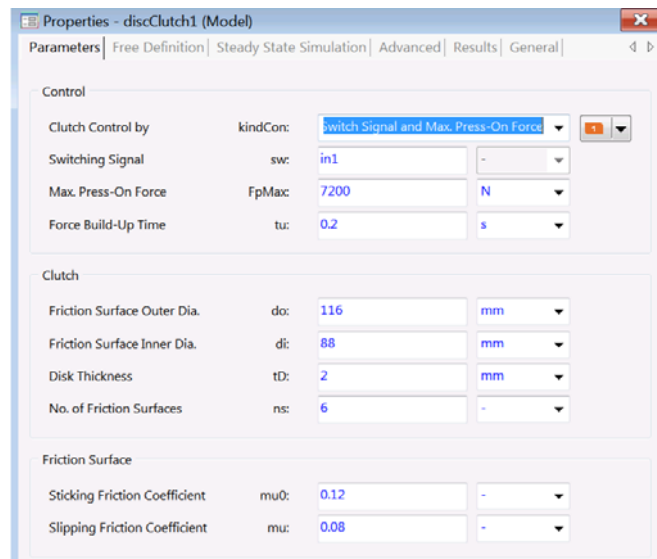 Properties - discClutch1 (Model)
Parameters Free Definition Steady State Simulation Advanced Results General
Control
Clutch Control by kindCon: Switch Signal and Max. Press-On Force 1
Switching Signal sw: in1 -
Max. Press-On Force FpMax: 7200 N
Force Build-Up Time tu: 0.2 s
Clutch
Friction Surface Outer Dia. do: 116 mm
Friction Surface Inner Dia. di: 88 mm
Disk Thickness tD: 2 mm
No. of Friction Surfaces ns: 6 -
Friction Surface
Sticking Friction Coefficient mu0: 0.12 -
Slipping Friction Coefficient mu: 0.08 -